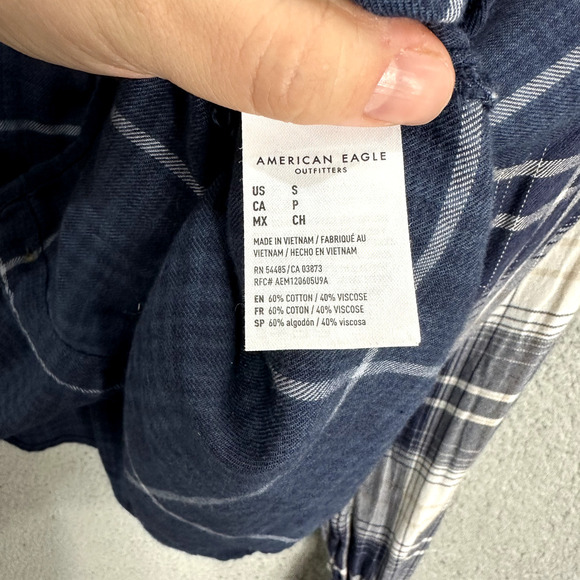 AMERICAN EAGLE
OUTFITTERS
US S
CA P
MX CH
MADE IN VIETNAM / FABRIQUÉ AU
VIETNAM / HECHO EN VIETNAM
RN 54485/CA 03873
RFC# AEM120605U9A
EN 60% COTTON / 40% VISCOSE
FR 60% COTON / 40% VISCOSE
SP 60% algodón / 40% viscosa